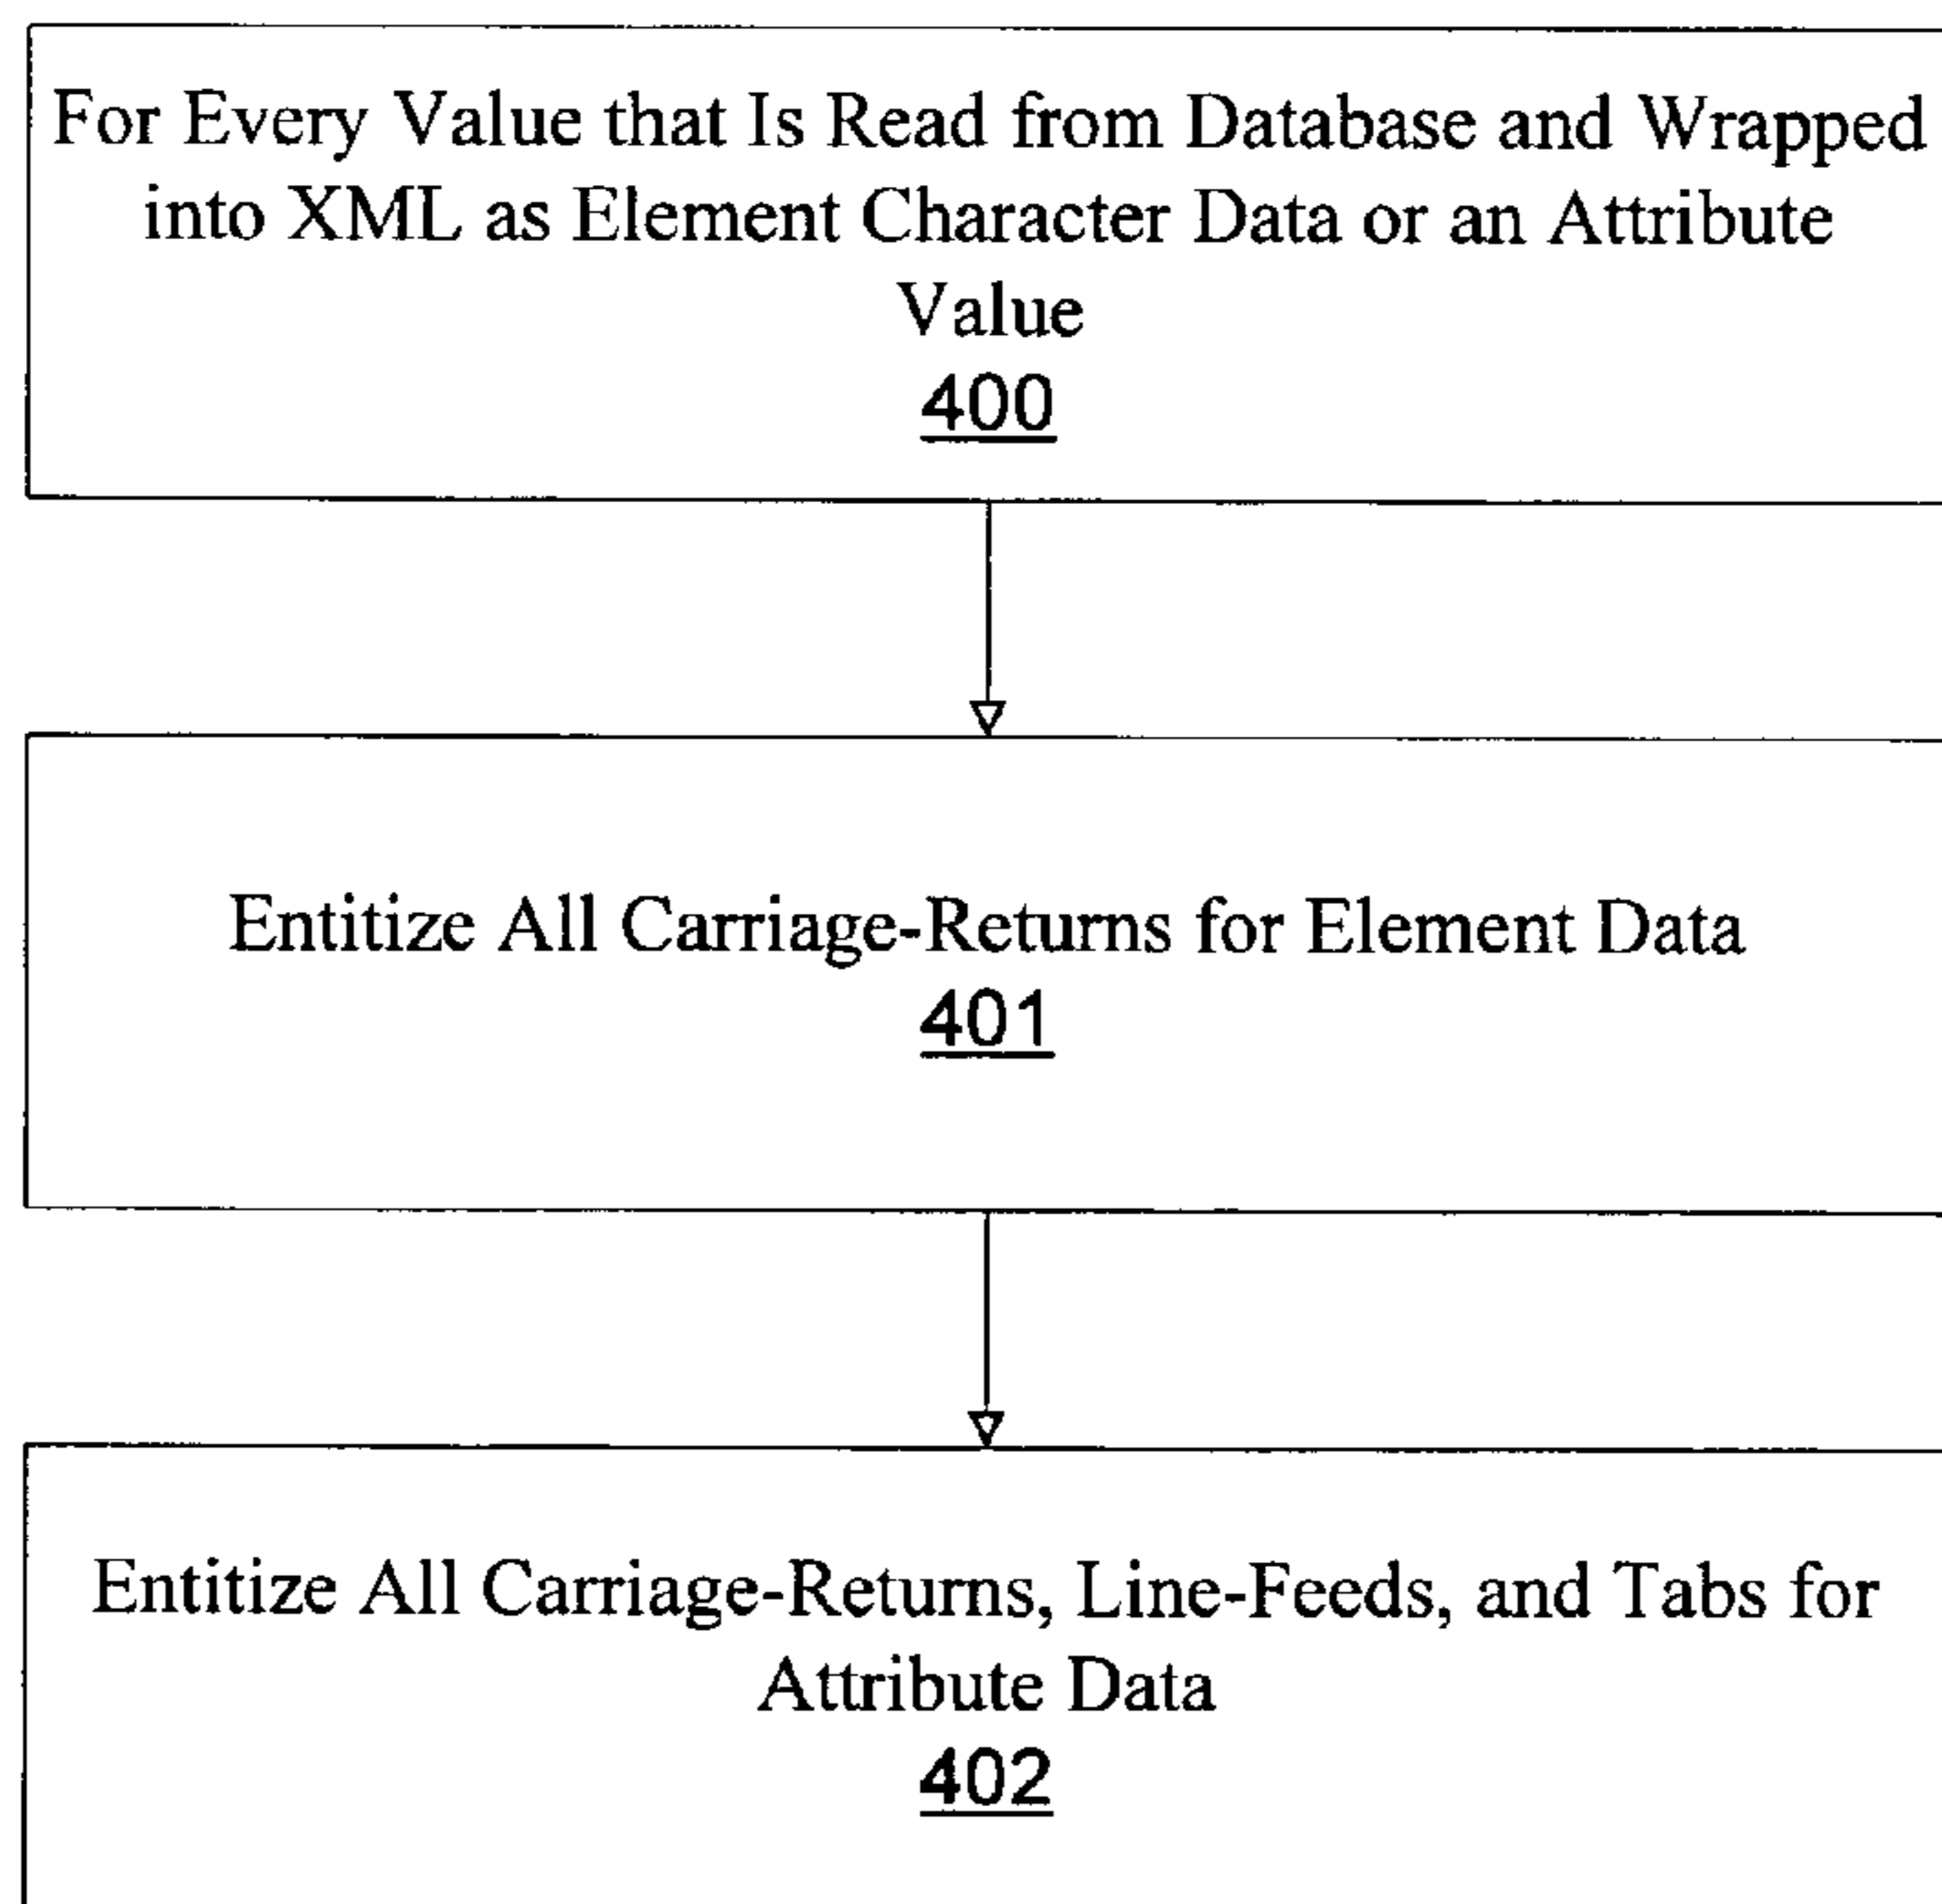 For Every Value that Is Read from Database and Wrapped
into XML as Element Character Data or an Attribute
Value
400
Entitize All Carriage-Returns for Element Data
401
Entitize All Carriage-Returns, Line-Feeds, and Tabs for
Attribute Data
402